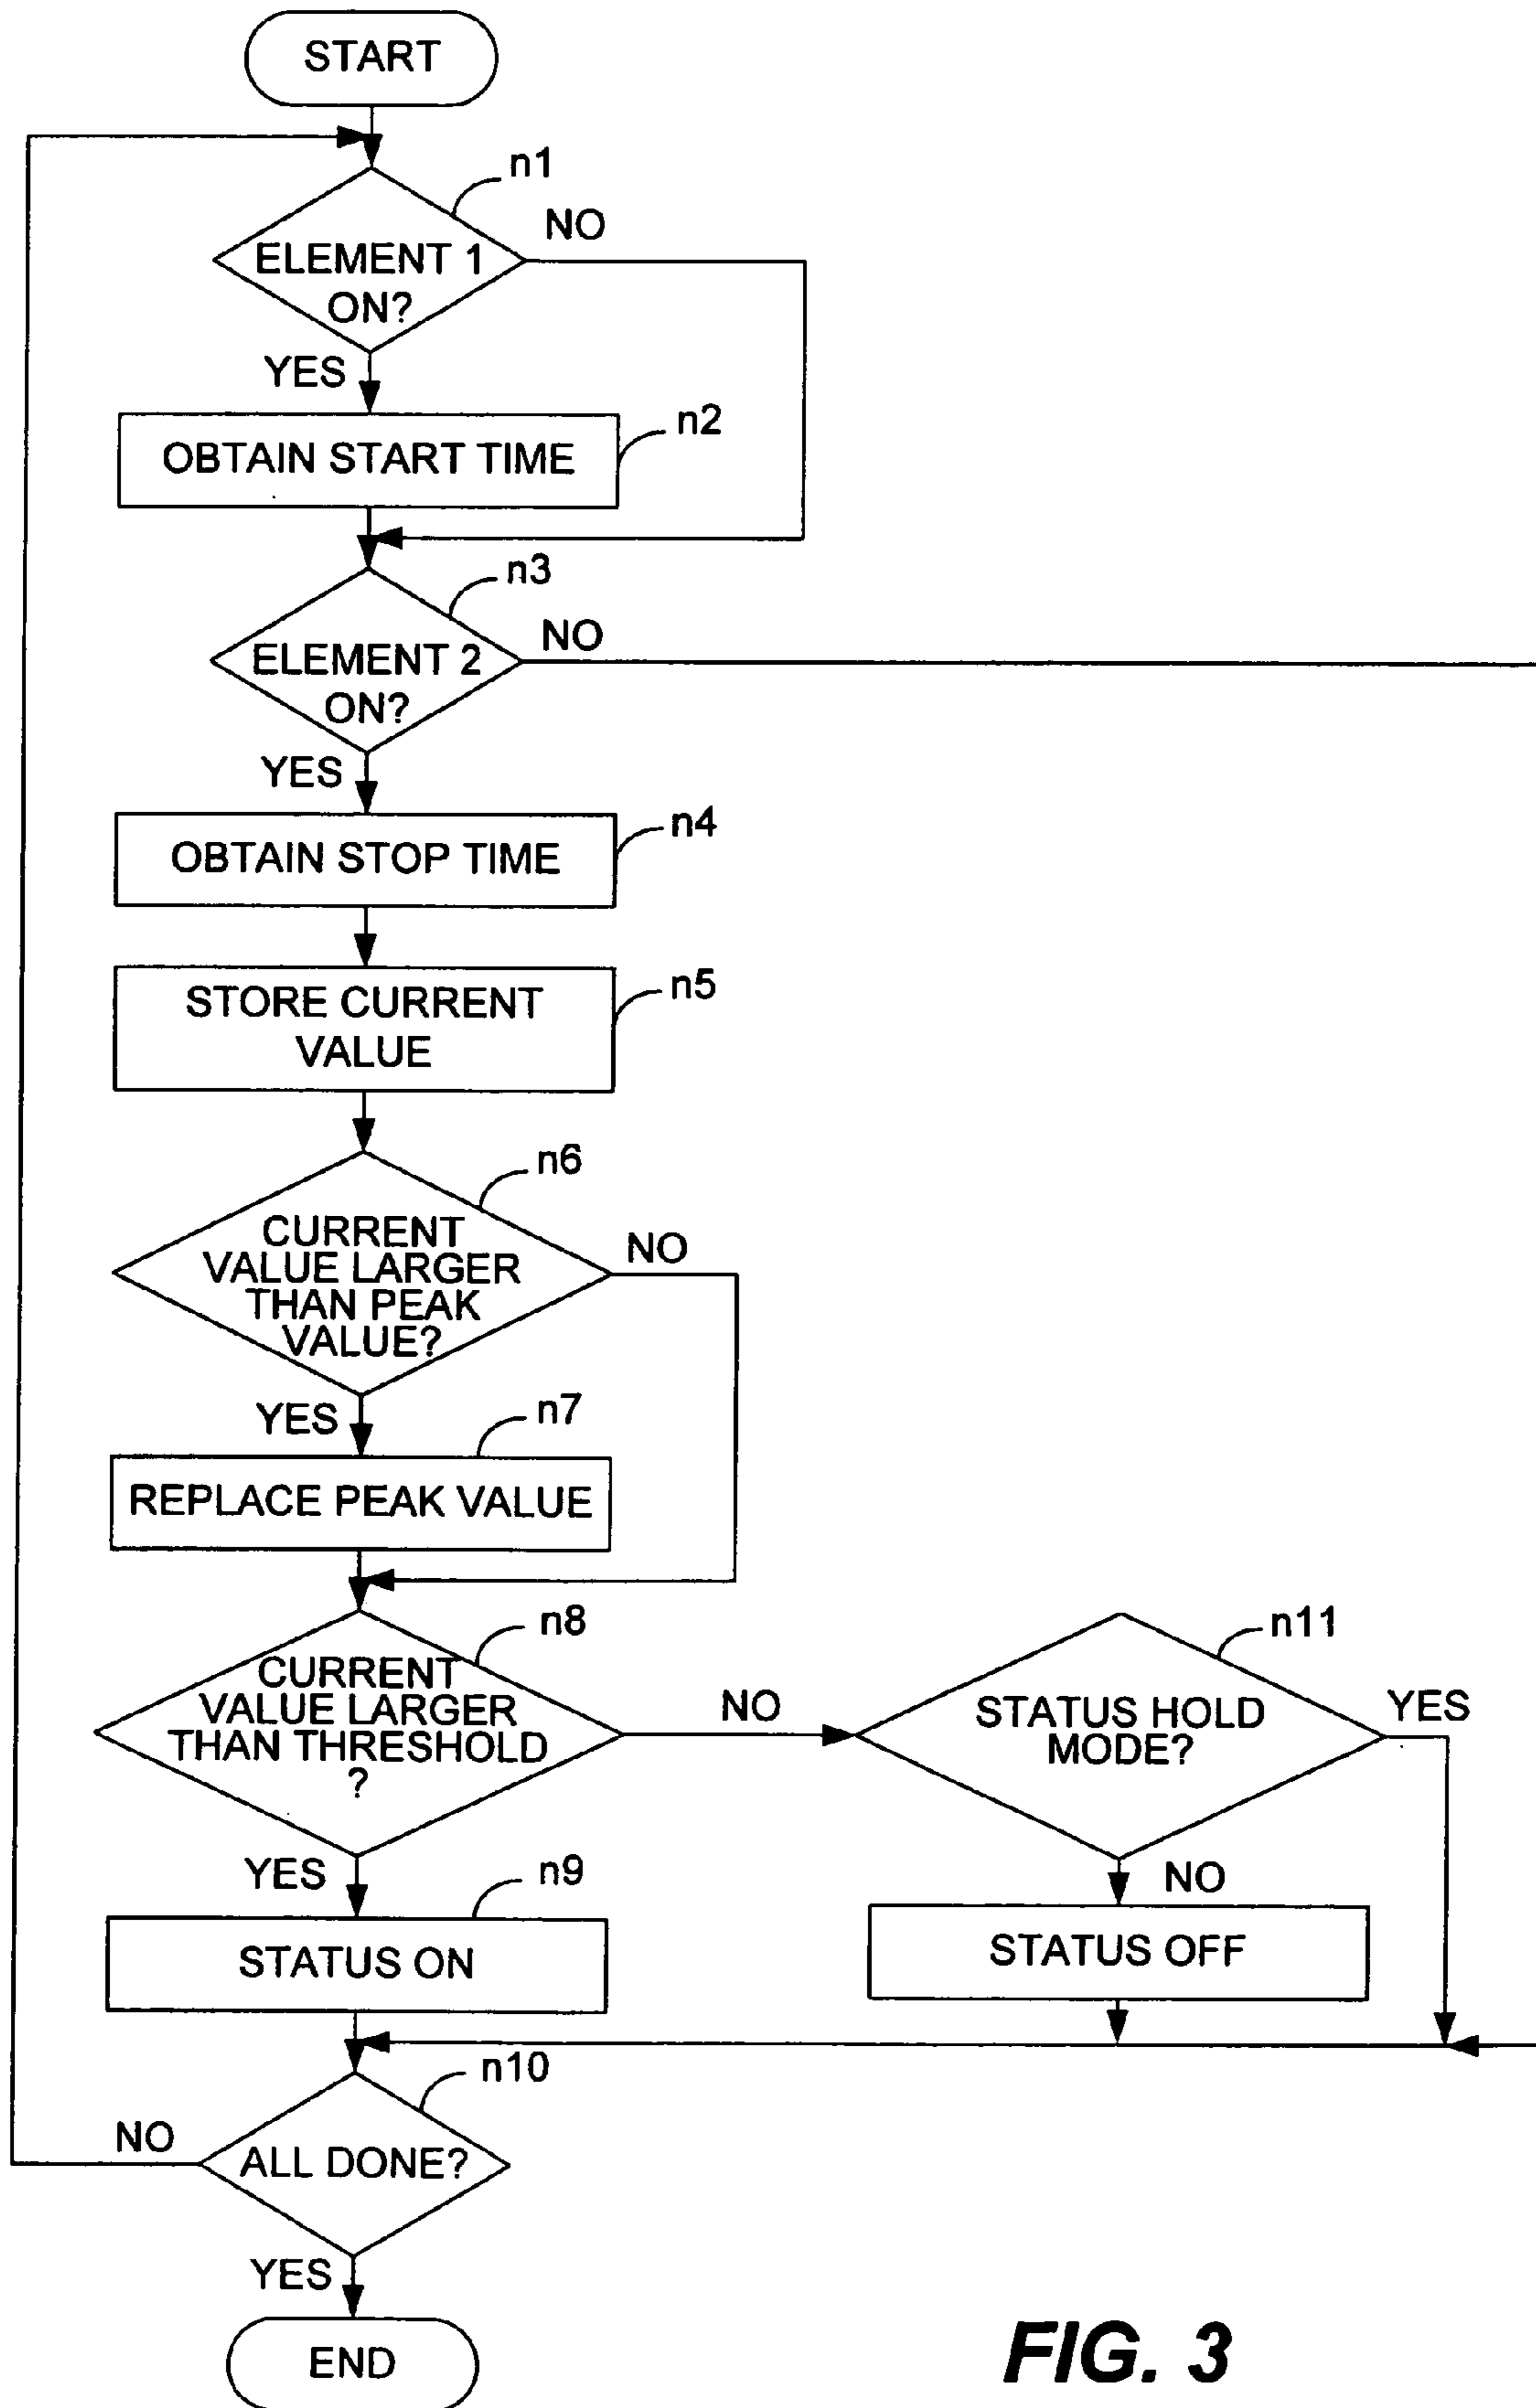 START
n1
NO
ELEMENT 1
ON?
YES
n2
OBTAIN START TIME
n3
NO
ELEMENT 2
ON?
YES
n4
OBTAIN STOP TIME
n5
STORE CURRENT
VALUE
n6
CURRENT
VALUE LARGER
THAN PEAK
VALUE?
NO
YES
n7
REPLACE PEAK VALUE
n8
CURRENT
VALUE LARGER
THAN THRESHOLD
?
NO
n11
STATUS HOLD
MODE?
YES
YES
n9
NO
STATUS ON
STATUS OFF
n10
NO
ALL DONE?
YES
END
FIG. 3